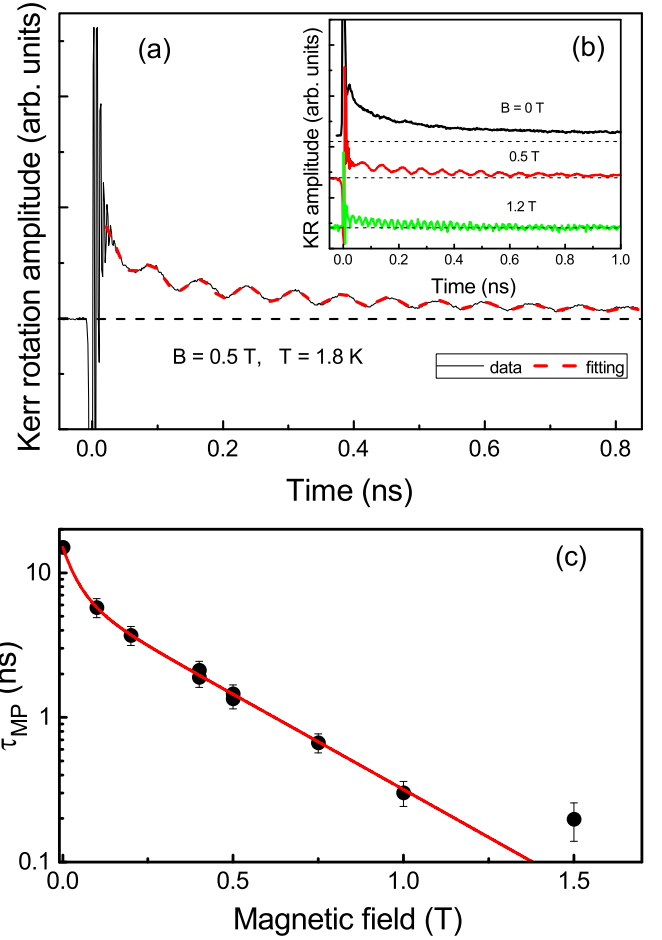 (a)
Kerr rotation amplitude (arb. units)
B = 0.5 T, T = 1.8 K
data fitting
0.0 0.2 0.4 0.6 0.8
Time (ns)
(b)
KR amplitude (arb. units)
B = 0 T
0.5 T
1.2 T
0.0 0.2 0.4 0.6 0.8 1.0
Time (ns)
(c)
τMP (ns)
10
1
0.1
0.0 0.5 1.0 1.5
Magnetic field (T)